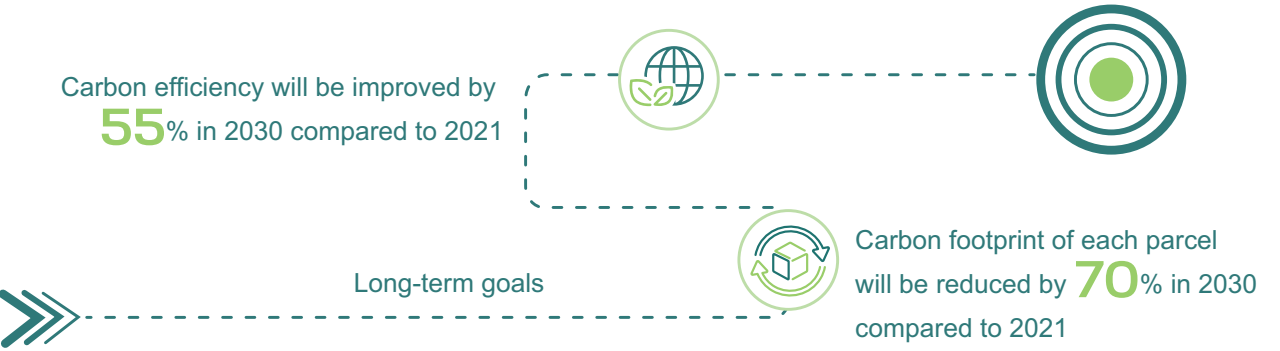 Carbon efficiency will be improved by
55% in 2030 compared to 2021
Carbon footprint of each parcel
will be reduced by 70% in 2030
compared to 2021
Long-term goals